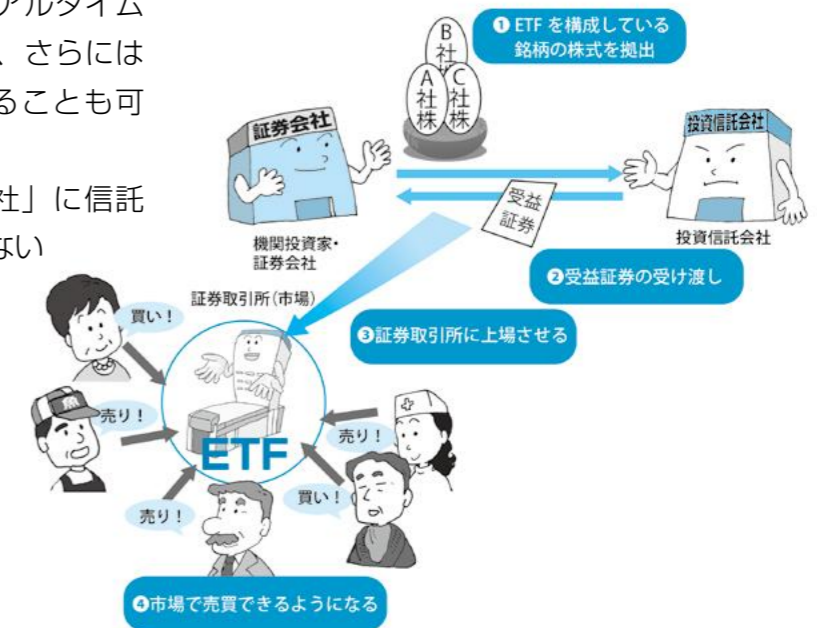 アルタイム
、さらには
ることも可
社」に信託
ない
❶ ETF を構成している
銘柄の株式を拠出
B
社
株
A
社
株
C
社
株
証券会社
投資信託会社
受益
証券
機関投資家・
証券会社
投資信託会社
❷受益証券の受け渡し
証券取引所(市場)
❸証券取引所に上場させる
買い！
売り！
売り！
買い！
売り！
ETF
❹市場で売買できるようになる